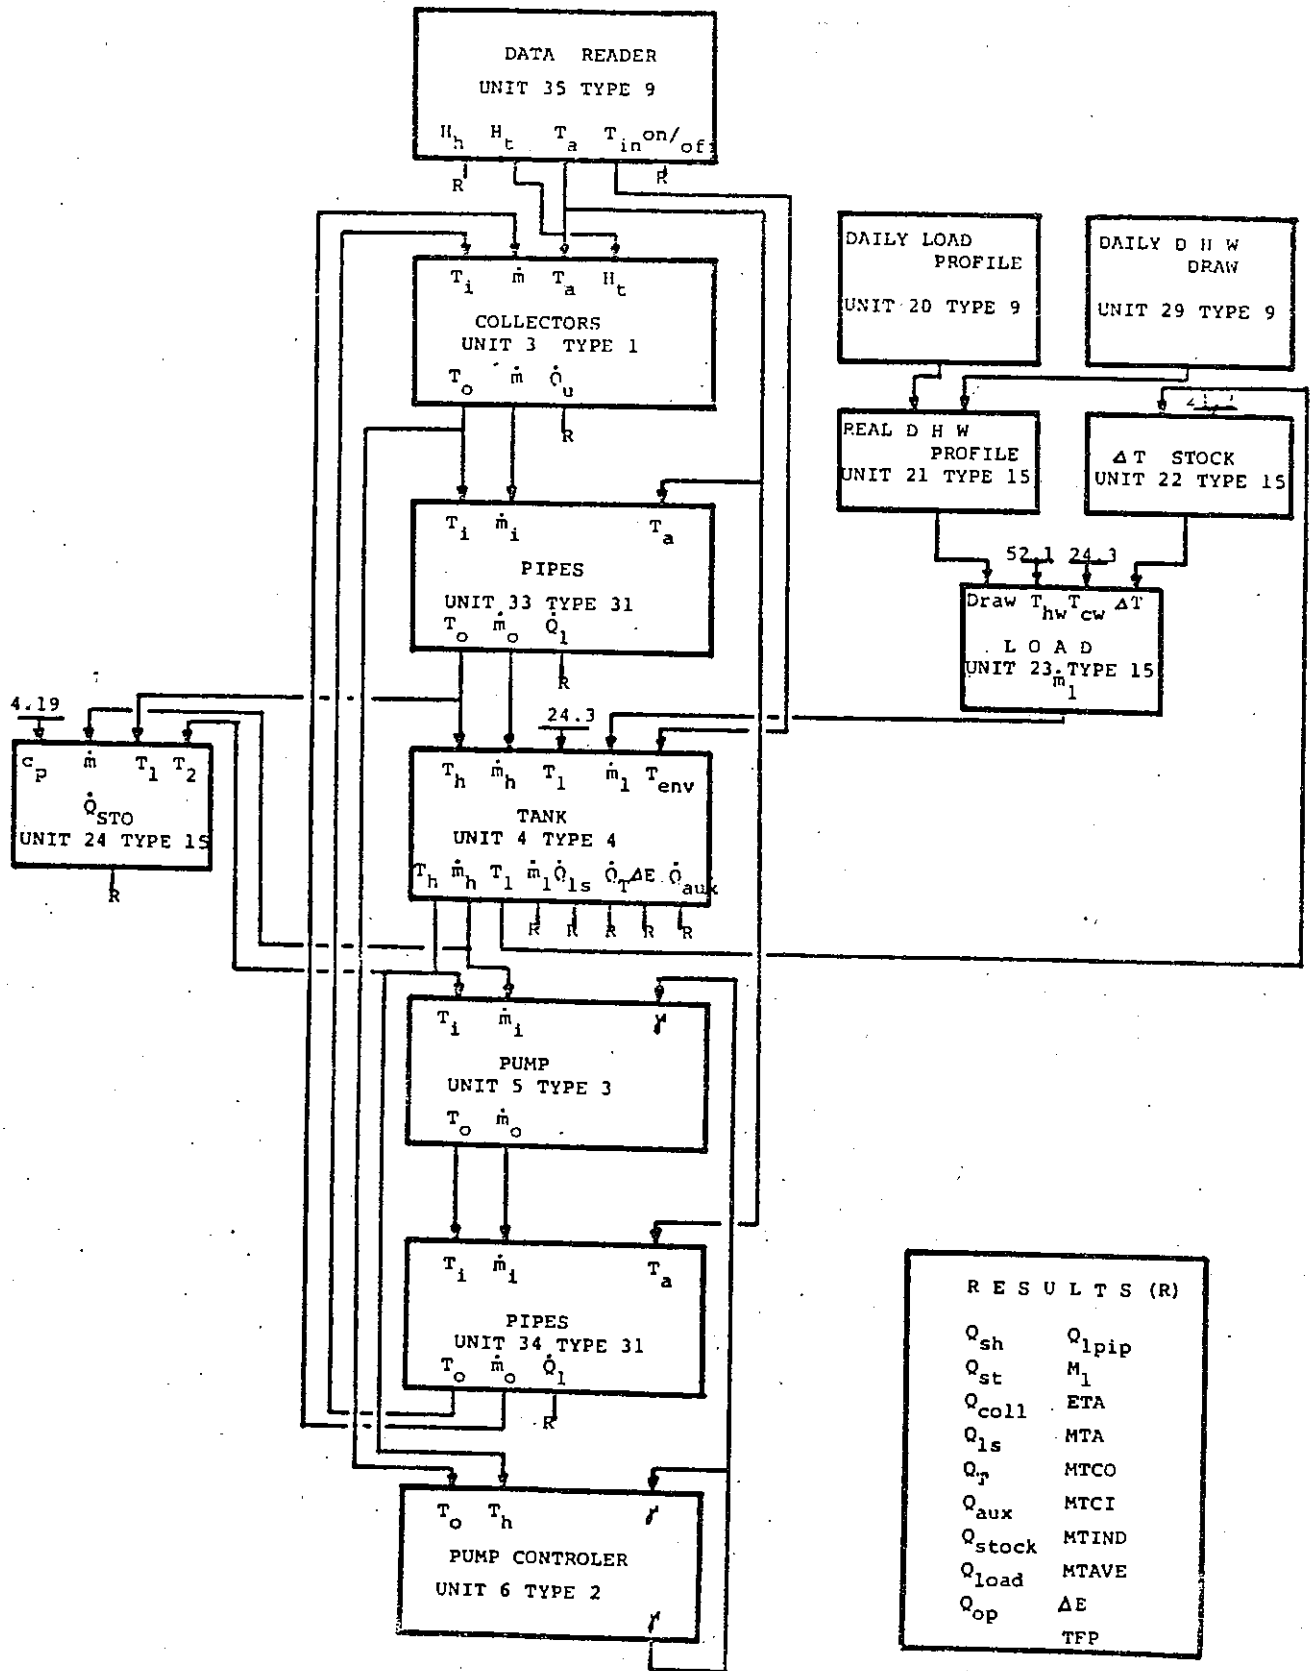 DATA READER
UNIT 35 TYPE 9
H_h H_t T_a T_in on/off
R R
T_i ṁ T_a H_t
COLLECTORS
UNIT 3 TYPE 1
T_o ṁ Q̇_u
R
DAILY LOAD
PROFILE
UNIT 20 TYPE 9
DAILY D H W
DRAW
UNIT 29 TYPE 9
REAL D H W
PROFILE
UNIT 21 TYPE 15
ΔT STOCK
UNIT 22 TYPE 15
T_i ṁ_i T_a
PIPES
UNIT 33 TYPE 31
T_o ṁ_o Q̇_l
R
52.1 24.3
Draw T_hw T_cw ΔT
L O A D
UNIT 23 TYPE 15
ṁ_l
4.19
c_p ṁ T_1 T_2
Q̇_STO
UNIT 24 TYPE 15
R
24.3
T_h ṁ_h T_l ṁ_l T_env
TANK
UNIT 4 TYPE 4
T_h ṁ_h T_l ṁ_l Q̇_ls Q̇_T ΔE Q̇_aux
R R R R R
T_i ṁ_i γ
PUMP
UNIT 5 TYPE 3
T_o ṁ_o
T_i ṁ_i T_a
PIPES
UNIT 34 TYPE 31
T_o ṁ_o Q̇_l
R
T_o T_h γ
PUMP CONTROLER
UNIT 6 TYPE 2
γ
R E S U L T S (R)
Q_sh Q_lpip
Q_st M_l
Q_coll ETA
Q_ls MTA
Q_T MTCO
Q_aux MTCI
Q_stock MTIND
Q_load MTAVE
Q_op ΔE
TFP